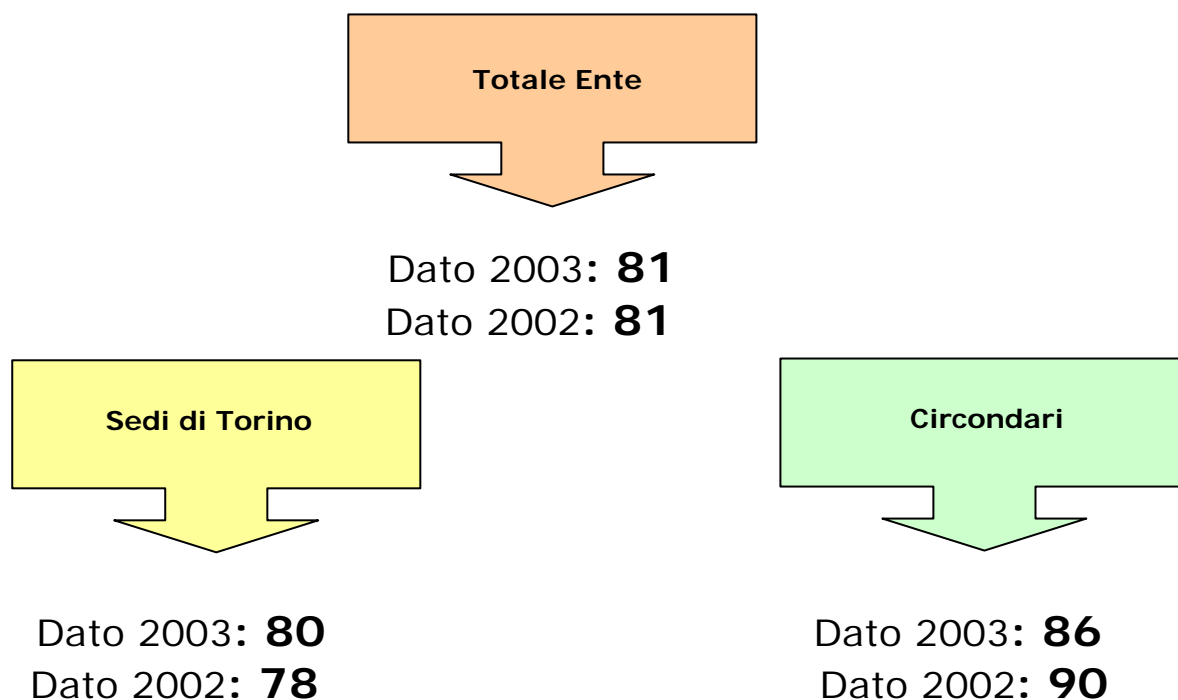 Totale Ente
Dato 2003: 81
Dato 2002: 81
Sedi di Torino
Dato 2003: 80
Dato 2002: 78
Circondari
Dato 2003: 86
Dato 2002: 90